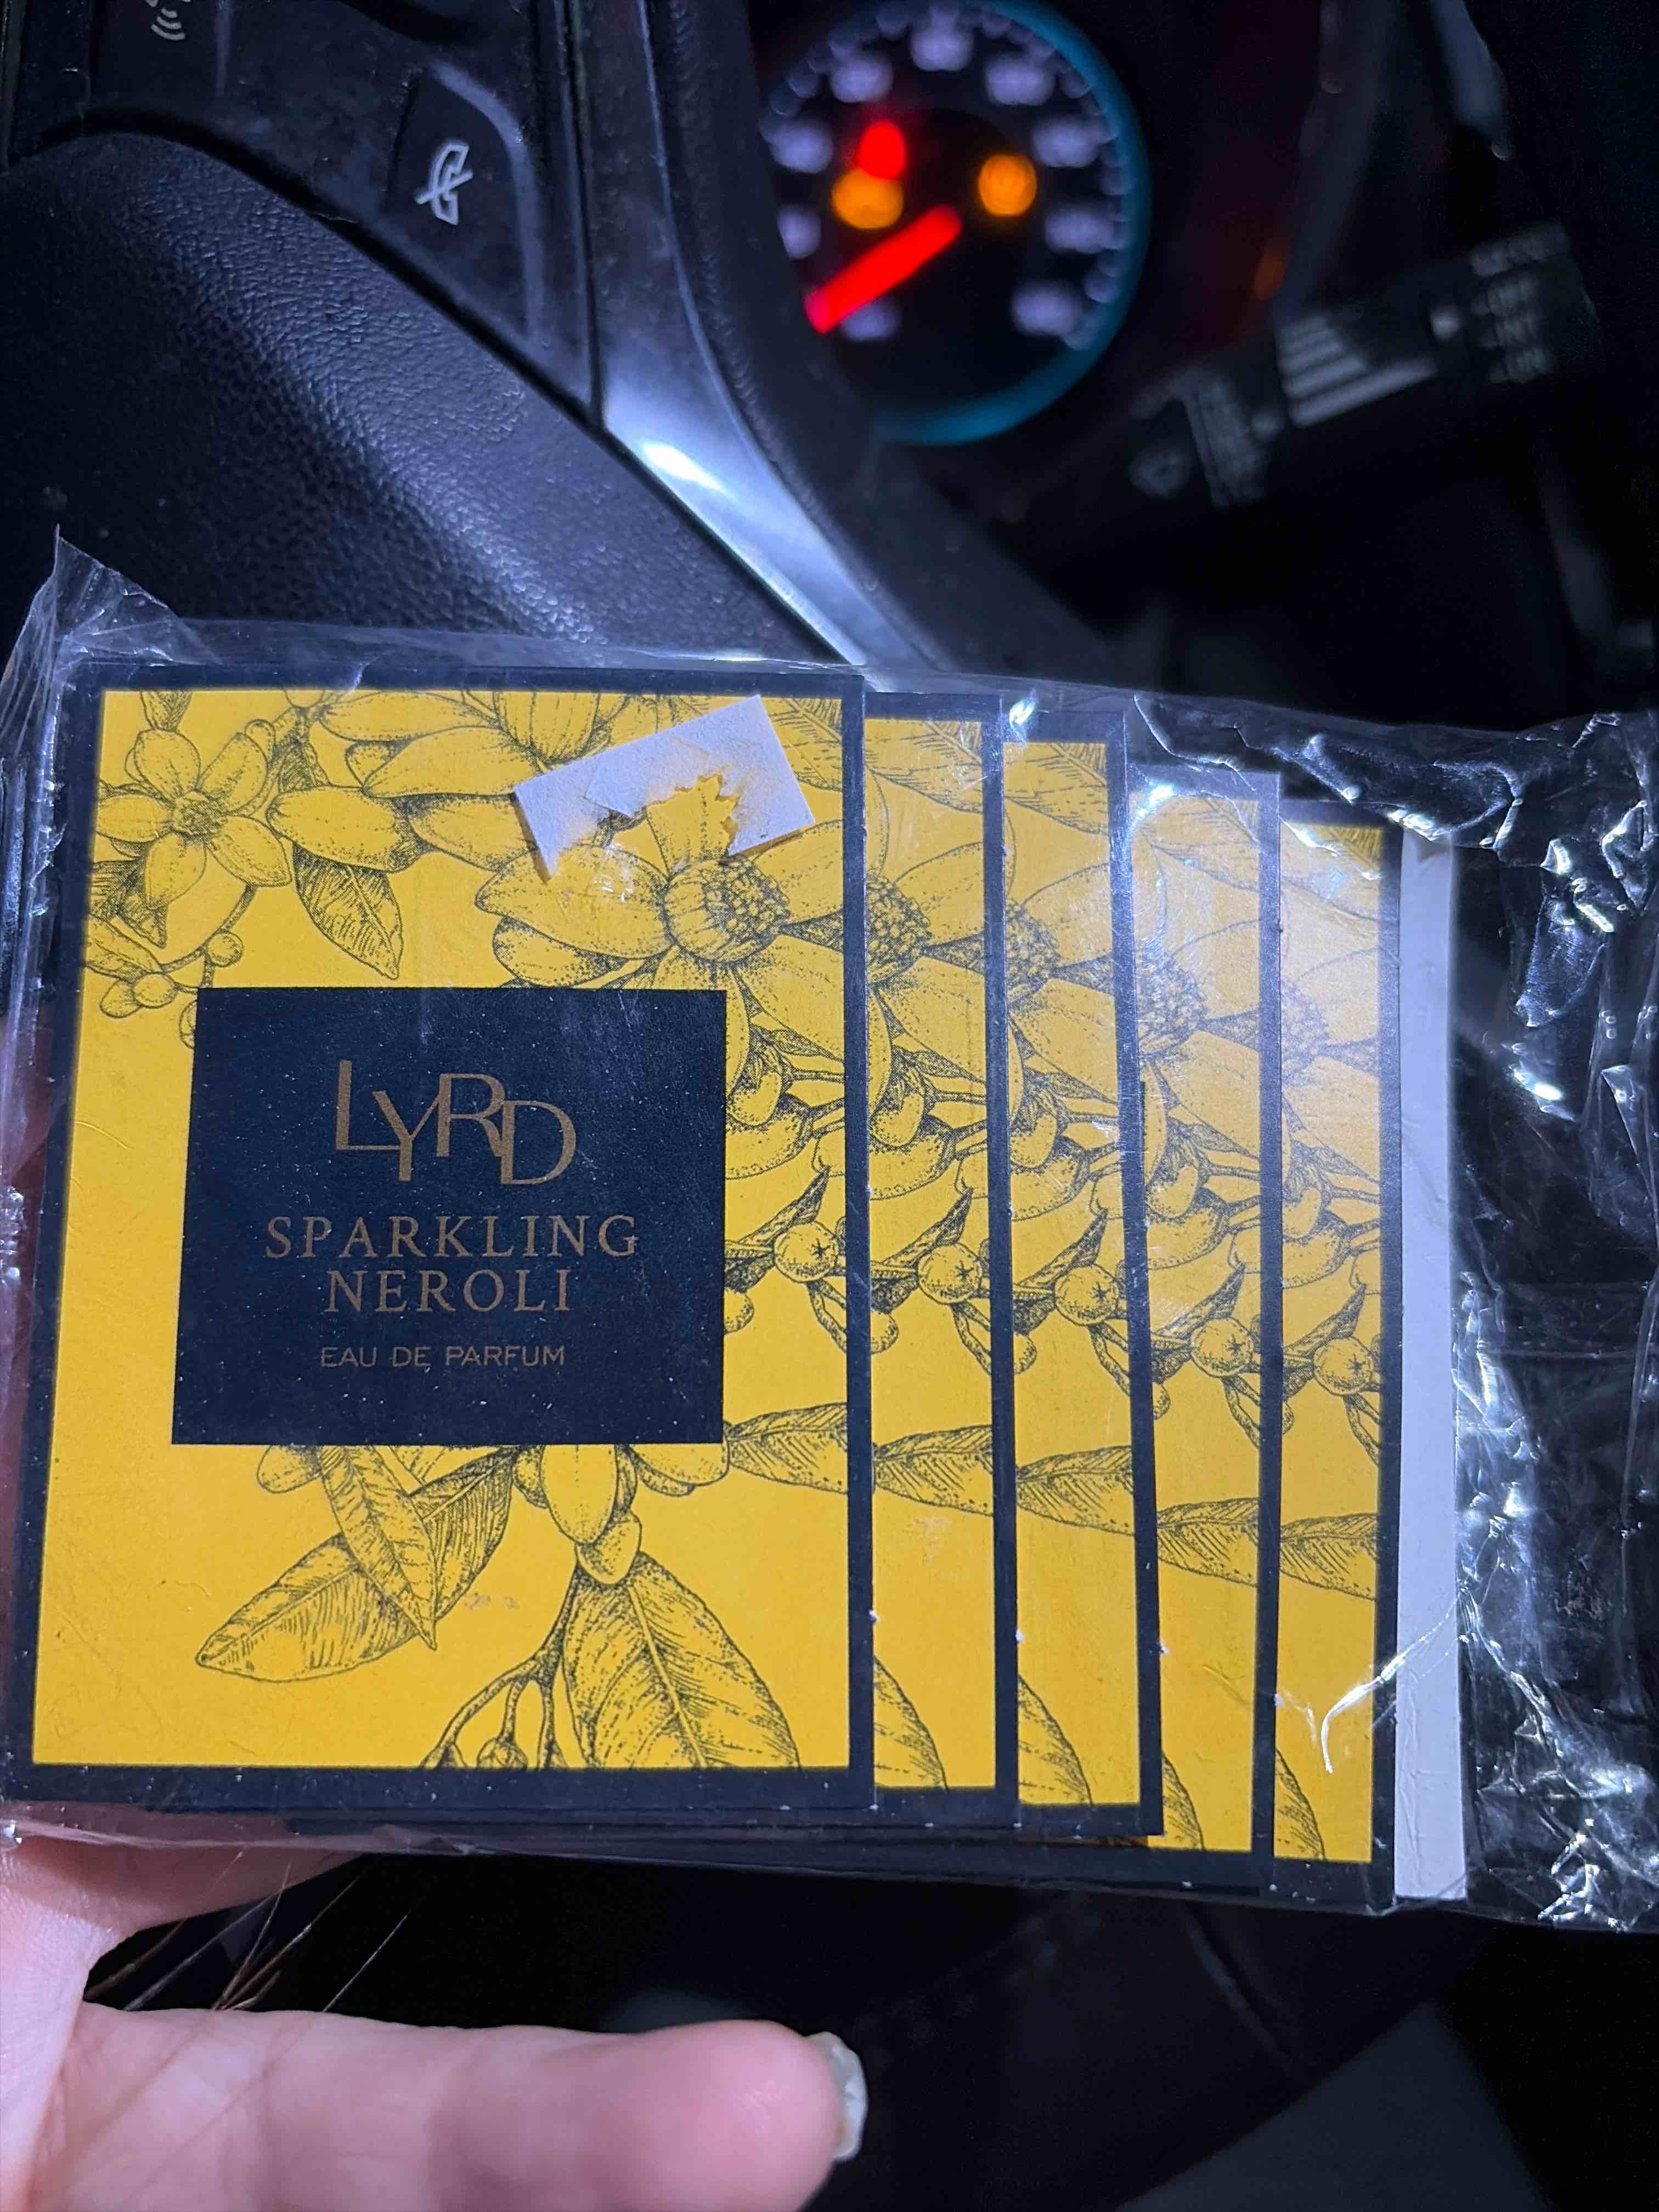 LYRD
SPARKLING
NEROLI
EAU DE PARFUM